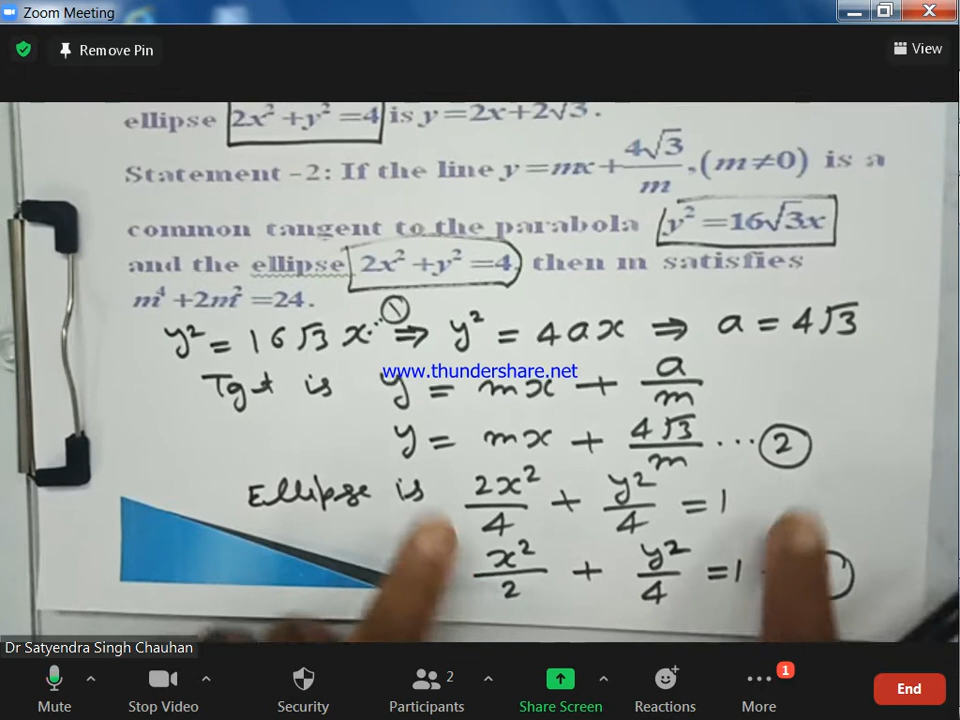 Zoom Meeting
Remove Pin
View
ellipse 2x² +y² =4 is y=2x+2√3.
Statement -2: If the line y=mx+4√3/m, (m≠0) is a
common tangent to the parabola y² =16√3x
and the ellipse 2x² +y² =4, then m satisfies
m⁴ +2m² =24.
y² = 16√3 x ... ① ⇒ y² = 4ax ⇒ a = 4√3
www.thundershare.net
Tgt is y = mx + a/m
y = mx + 4√3/m ... ②
Ellipse is 2x²/4 + y²/4 = 1
x²/2 + y²/4 = 1
Dr Satyendra Singh Chauhan
Mute
Stop Video
Security
2
Participants
Share Screen
Reactions
1
More
End